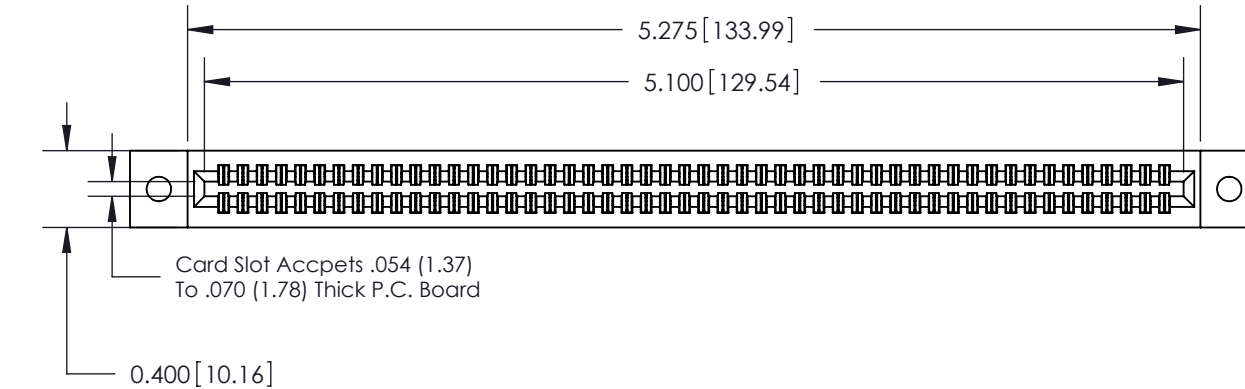 5.275[133.99]
5.100[129.54]
Card Slot Accpets .054 (1.37)
To .070 (1.78) Thick P.C. Board
0.400[10.16]